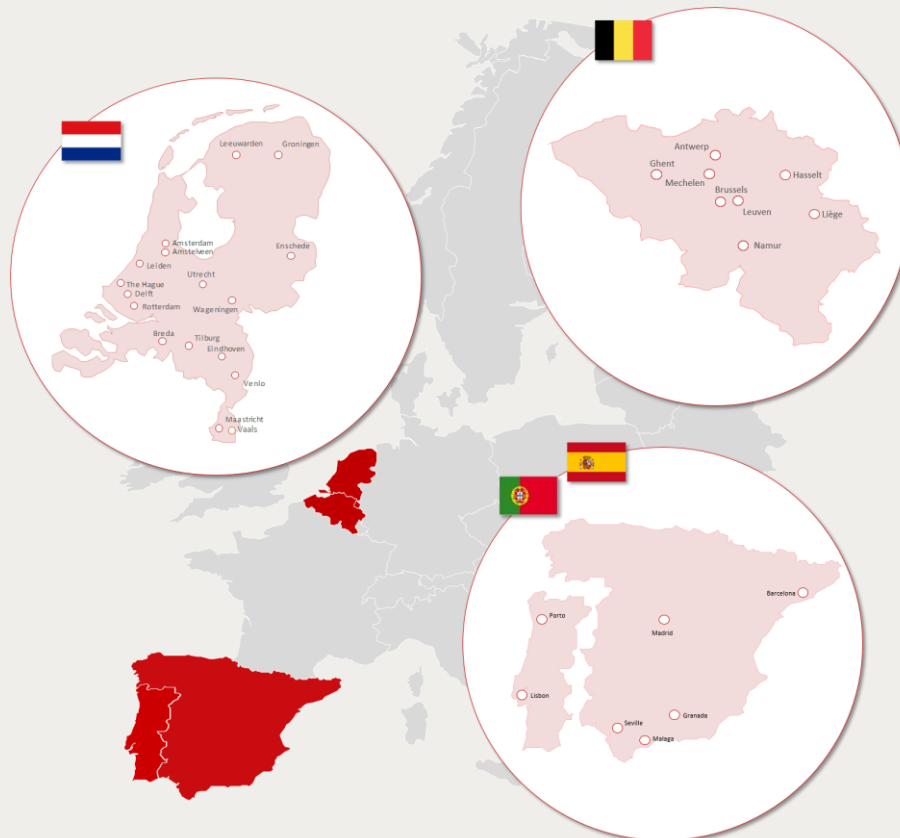 Leeuwarden
Groningen
Amsterdam
Amstelveen
Enschede
Leiden
Utrecht
The Hague
Delft
Rotterdam
Wageningen
Breda
Tilburg
Eindhoven
Venlo
Maastricht
Vaals
Antwerp
Ghent
Mechelen
Hasselt
Brussels
Leuven
Liège
Namur
Barcelona
Porto
Madrid
Lisbon
Granada
Seville
Malaga